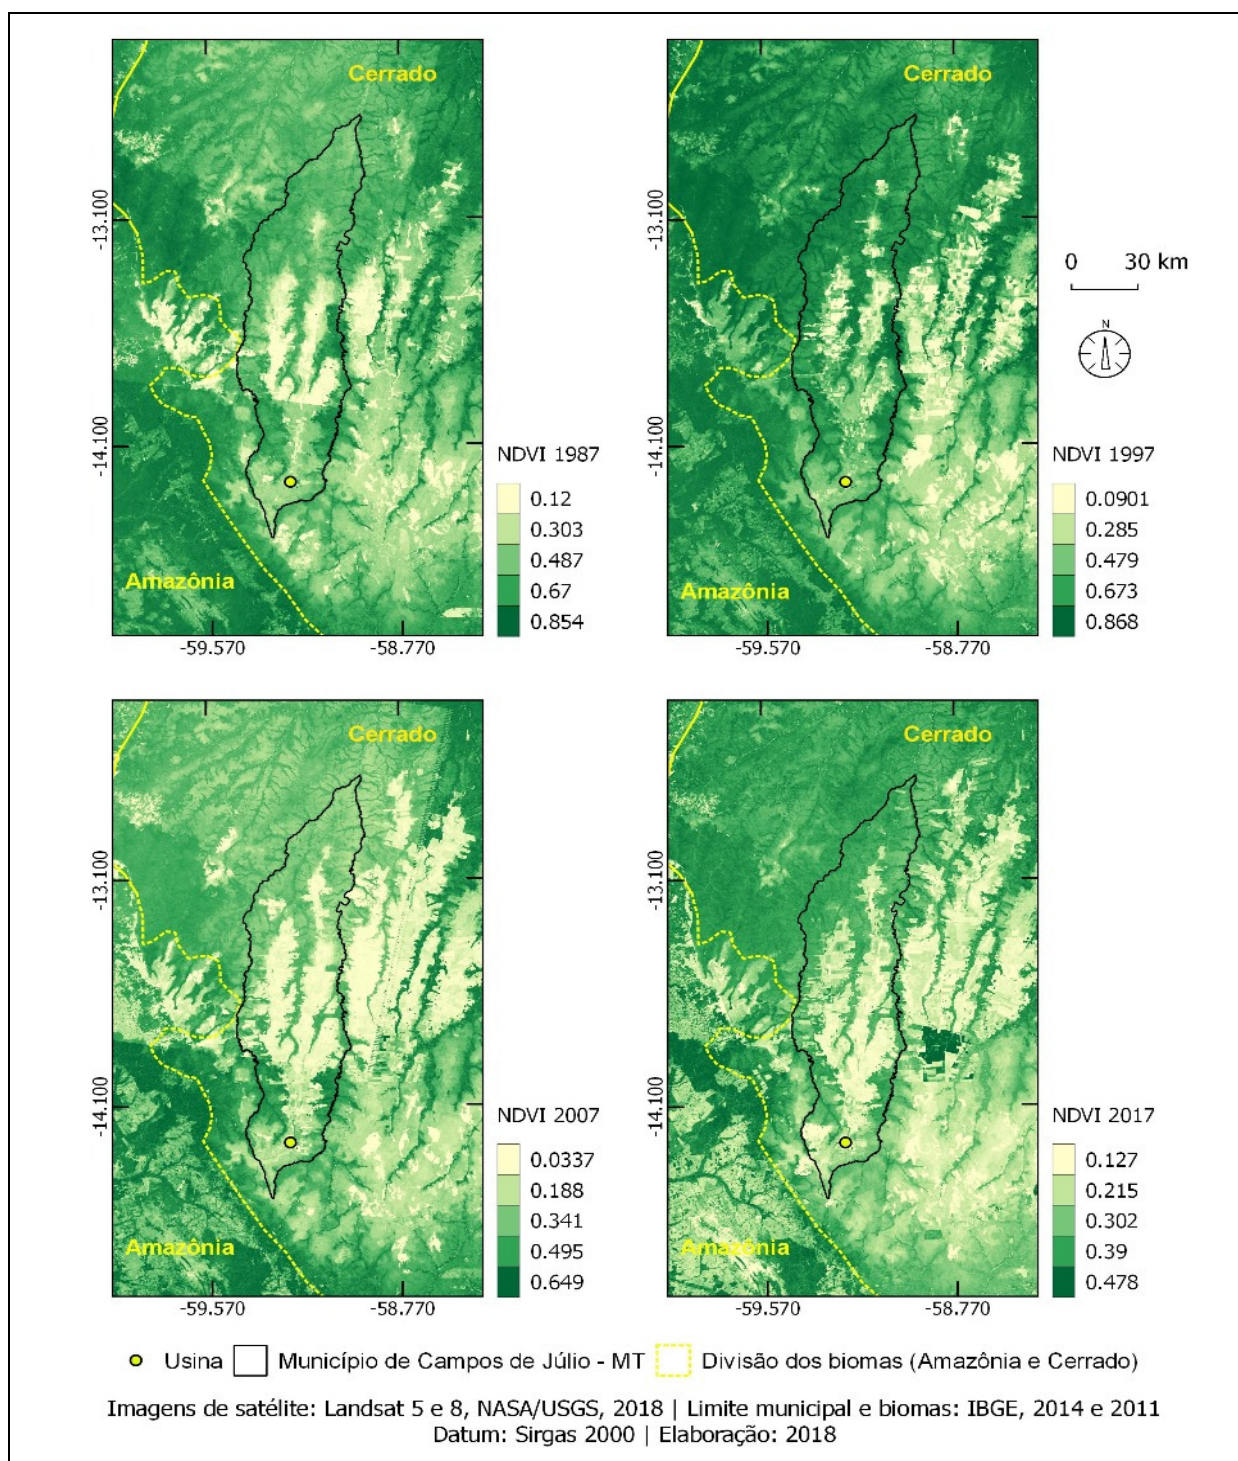 Cerrado
Amazônia
-13.100
-14.100
-59.570
-58.770
NDVI 1987
0.12
0.303
0.487
0.67
0.854
Cerrado
Amazônia
-13.100
-14.100
-59.570
-58.770
0 30 km
N
NDVI 1997
0.0901
0.285
0.479
0.673
0.868
Cerrado
Amazônia
-13.100
-14.100
-59.570
-58.770
NDVI 2007
0.0337
0.188
0.341
0.495
0.649
Cerrado
Amazônia
-13.100
-14.100
-59.570
-58.770
NDVI 2017
0.127
0.215
0.302
0.39
0.478
Usina Município de Campos de Júlio - MT Divisão dos biomas (Amazônia e Cerrado)
Imagens de satélite: Landsat 5 e 8, NASA/USGS, 2018 | Limite municipal e biomas: IBGE, 2014 e 2011
Datum: Sirgas 2000 | Elaboração: 2018